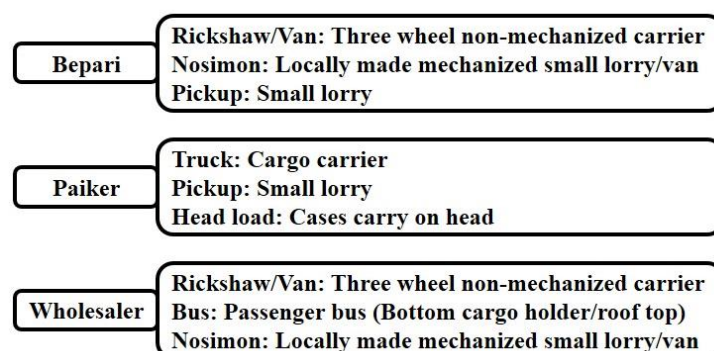 Bepari
Rickshaw/Van: Three wheel non-mechanized carrier
Nosimon: Locally made mechanized small lorry/van
Pickup: Small lorry
Paiker
Truck: Cargo carrier
Pickup: Small lorry
Head load: Cases carry on head
Wholesaler
Rickshaw/Van: Three wheel non-mechanized carrier
Bus: Passenger bus (Bottom cargo holder/roof top)
Nosimon: Locally made mechanized small lorry/van